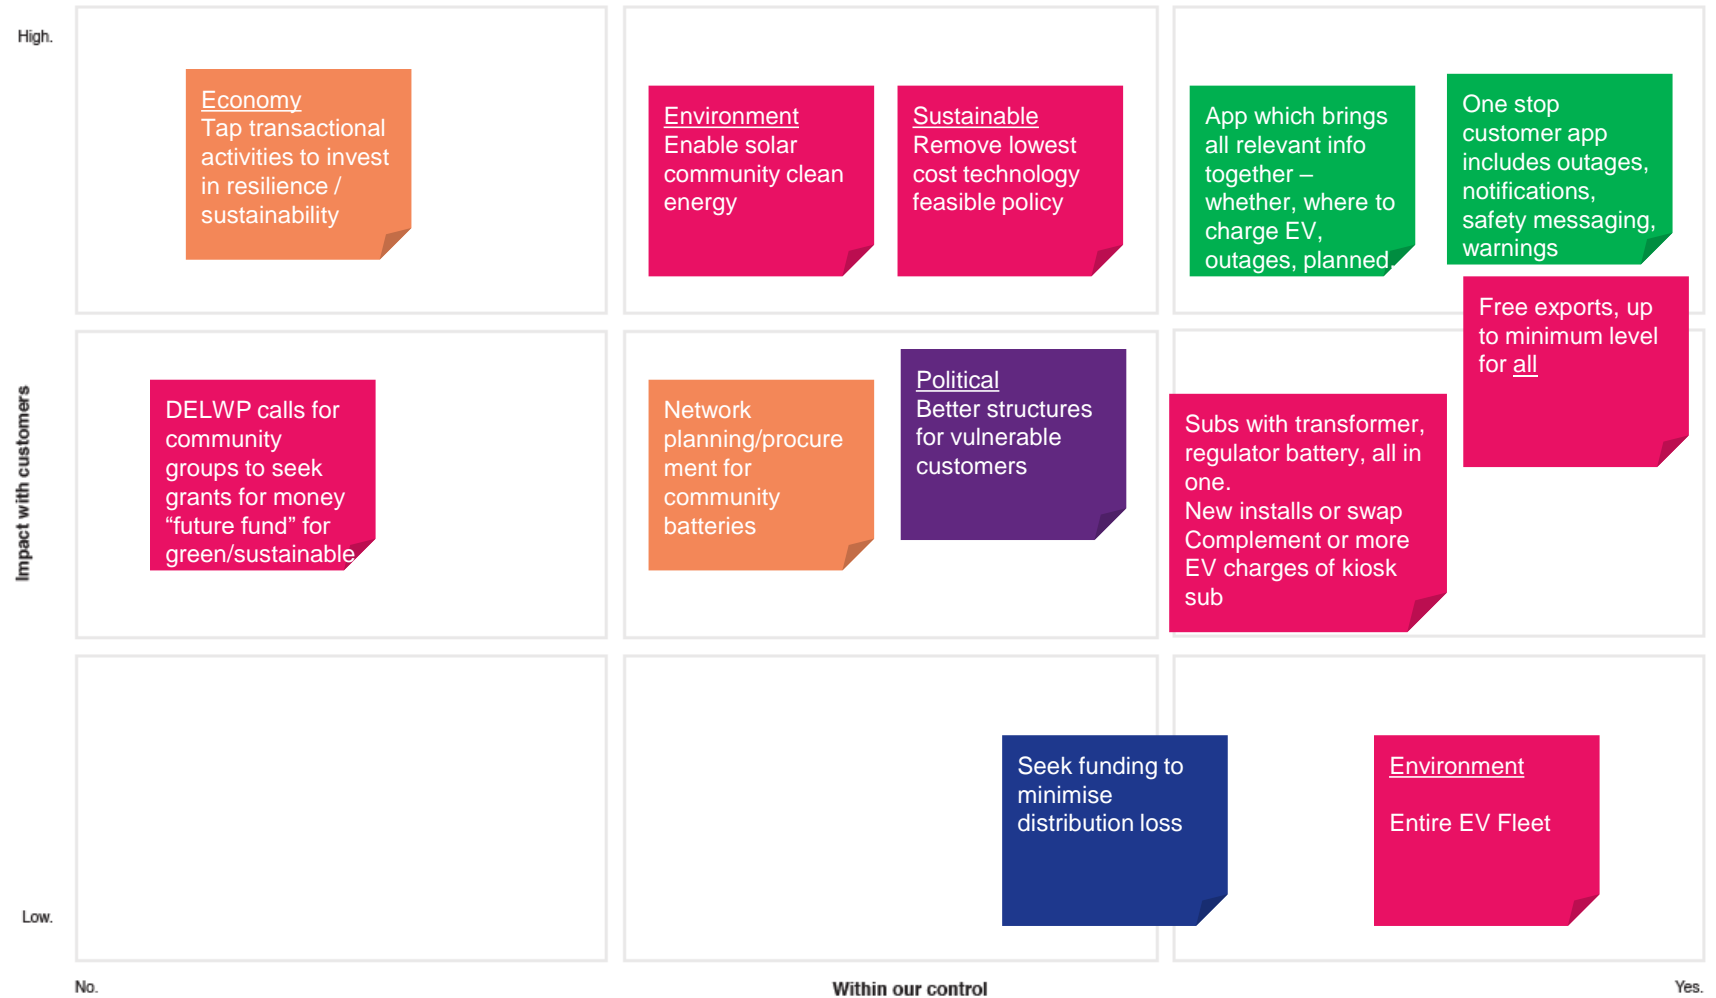 High.
Economy
Tap transactional
activities to invest
in resilience /
sustainability
Environment
Enable solar
community clean
energy
Sustainable
Remove lowest
cost technology
feasible policy
App which brings
all relevant info
together –
whether, where to
charge EV,
outages, planned.
One stop
customer app
includes outages,
notifications,
safety messaging,
warnings
Free exports, up
to minimum level
for all
Impact with customers
DELWP calls for
community
groups to seek
grants for money
“future fund” for
green/sustainable
Network
planning/procure
ment for
community
batteries
Political
Better structures
for vulnerable
customers
Subs with transformer,
regulator battery, all in
one.
New installs or swap
Complement or more
EV charges of kiosk
sub
Seek funding to
minimise
distribution loss
Environment
Entire EV Fleet
Low.
No.
Within our control
Yes.